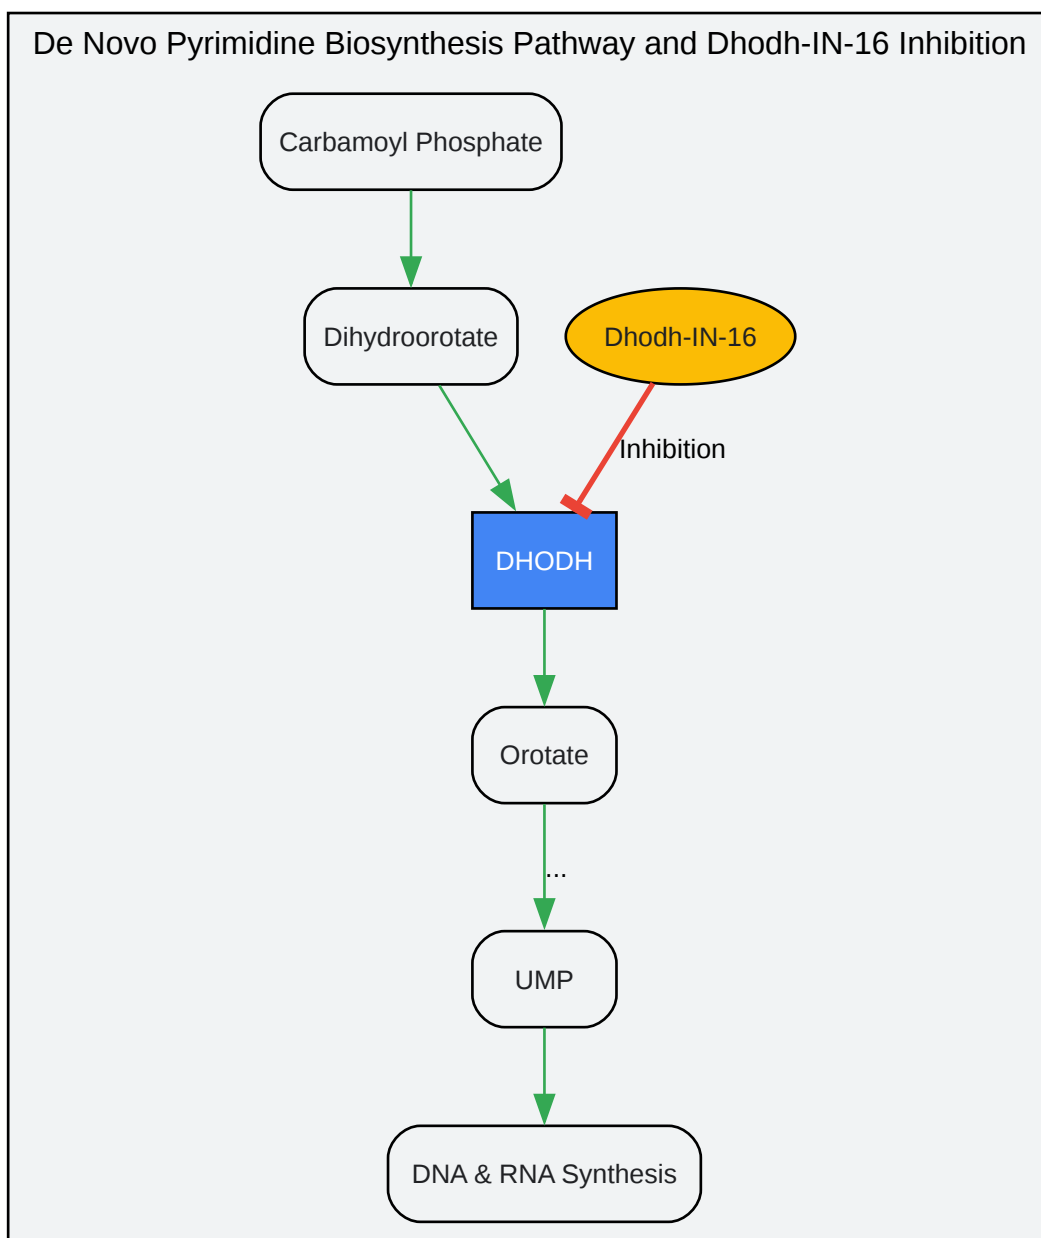 De Novo Pyrimidine Biosynthesis Pathway and Dhodh-IN-16 Inhibition
Carbamoyl Phosphate
Dihydroorotate
Dhodh-IN-16
Inhibition
DHODH
Orotate
...
UMP
DNA & RNA Synthesis